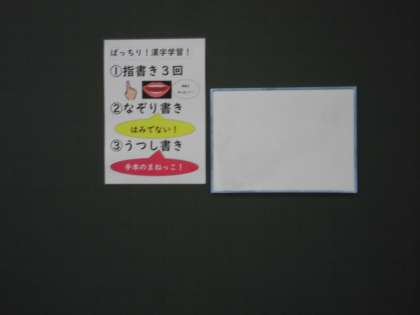 ばっちり！漢字学習！
①指書き３回
②なぞり書き
はみでない！
③うつし書き
手本のまねっこ！